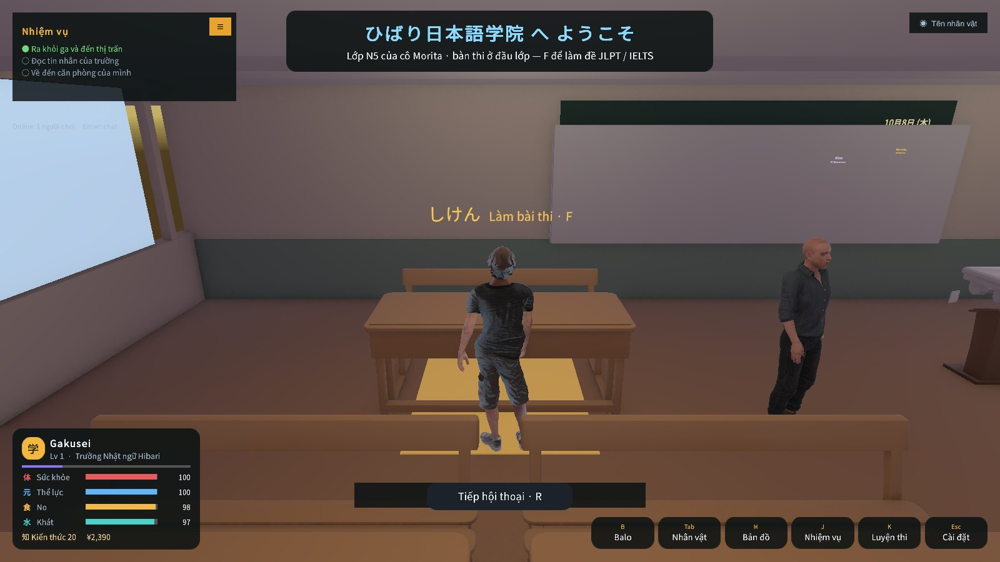 Nhiệm vụ
Ra khỏi ga và đến thị trấn
Đọc tin nhắn của trường
Về đến căn phòng của mình
Online: 1 người chơi Enter: chat
ひばり日本語学院 へ ようこそ
Lớp N5 của cô Morita · bàn thi ở đầu lớp — F để làm đề JLPT / IELTS
Tên nhân vật
10月8日 (木)
Kim
しけん Làm bài thi · F
学
Gakusei
Lv 1 · Trường Nhật ngữ Hibari
体 Sức khỏe 100
元 Thể lực 100
食 No 98
水 Khát 97
知 Kiến thức 20 ¥2,390
Tiếp hội thoại · R
B
Balo
Tab
Nhân vật
M
Bản đồ
J
Nhiệm vụ
K
Luyện thi
Esc
Cài đặt